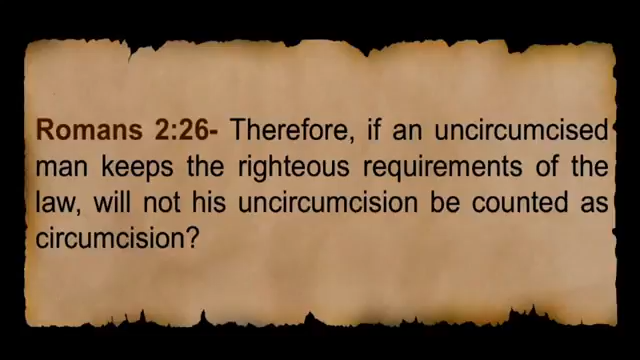 Romans 2:26- Therefore, if an uncircumcised
man keeps the righteous requirements of the
law, will not his uncircumcision be counted as
circumcision?